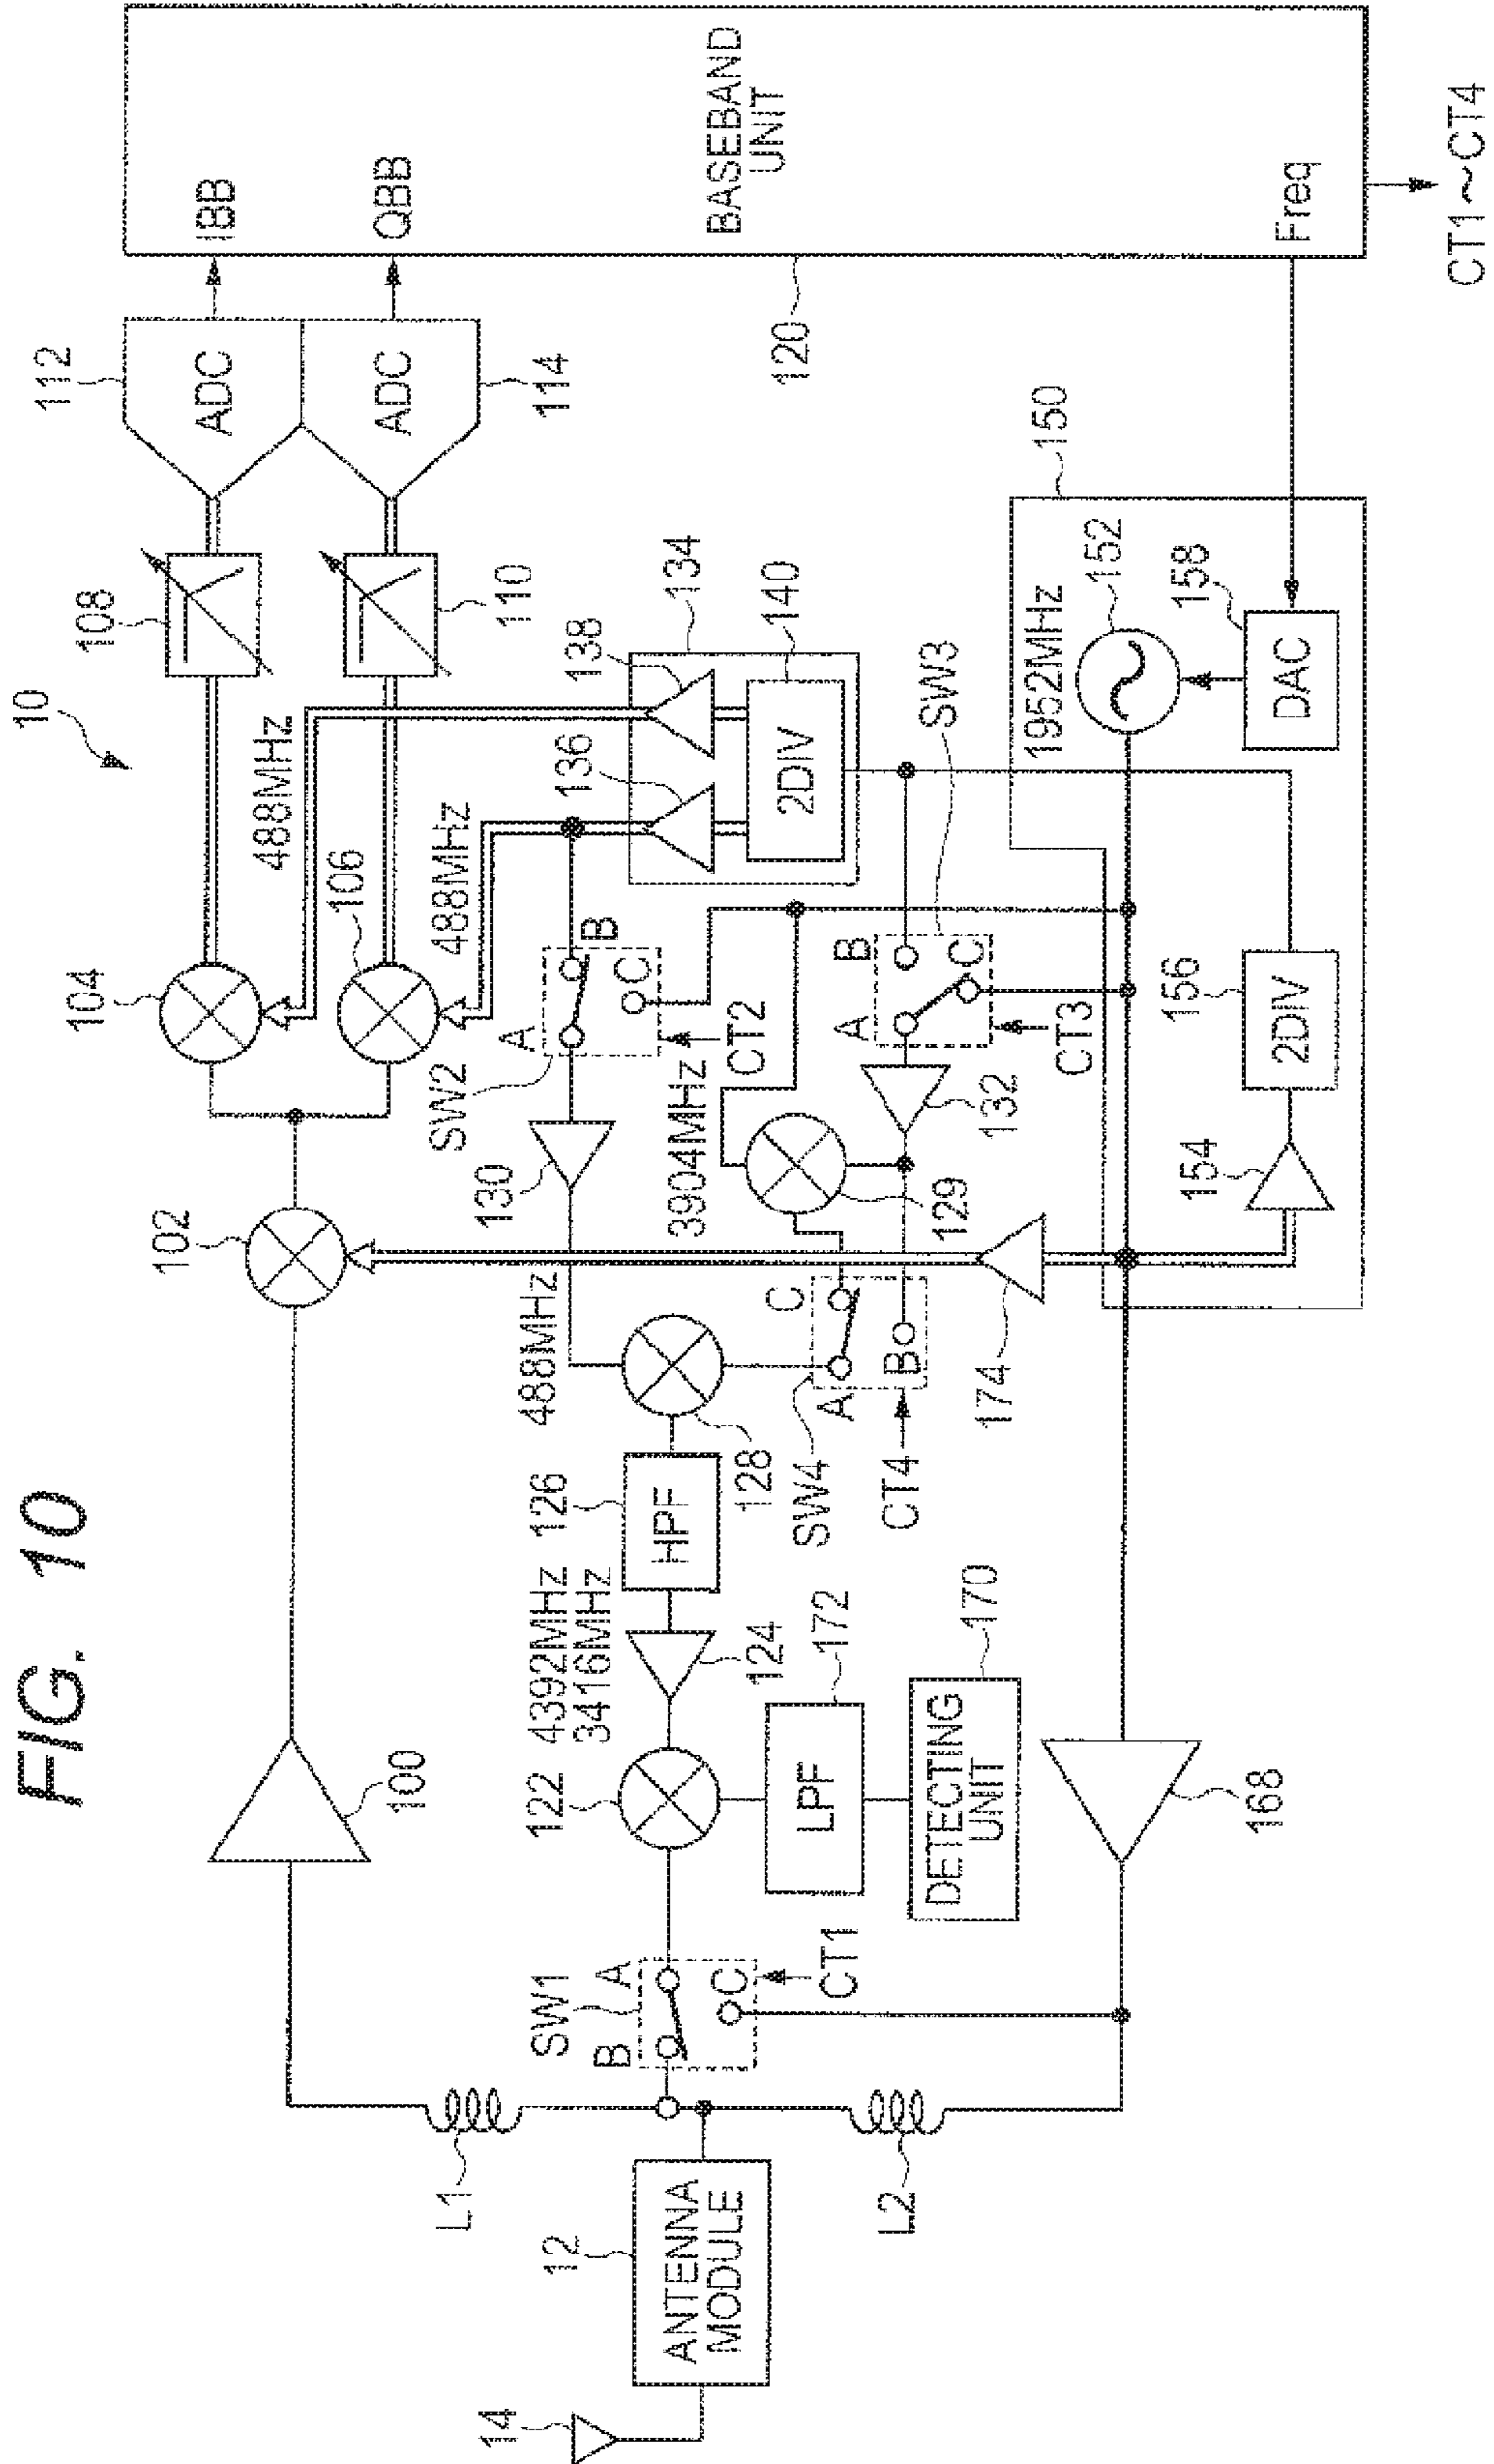 FIG. 10
10
112
ADC
IBB
108
104
488MHz
ADC
QBB
114
106
110
488MHz
102
100
BASEBAND
UNIT
120
Freq
CT1~CT4
134
138
136
140
2DIV
SW2
A
B
C
CT2
130
488MHz
3904MHz
SW3
A
B
C
CT3
132
129
150
1952MHz
152
158
DAC
156
2DIV
154
174
SW4
A
C
B
CT4
128
126
HPF
4392MHz
3416MHz
124
122
172
LPF
170
DETECTING
UNIT
168
SW1
B
A
C
CT1
L1
L2
12
ANTENNA
MODULE
14